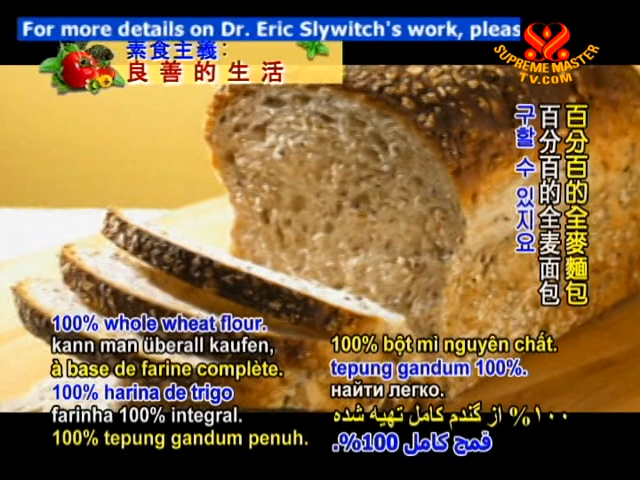 For more details on Dr. Eric Slywitch's work, pleas
SUPREME MASTER
TV.COM
素食主義:
良善的生活
百分百的全麥麵包
百分百的全麦面包
구할 수 있지요
100% whole wheat flour.
kann man überall kaufen,
à base de farine complète.
100% harina de trigo
farinha 100% integral.
100% tepung gandum penuh.
100% bột mì nguyên chất.
tepung gandum 100%.
найти легко.
۱۰۰% از گندم کامل تهیه شده
قمح كامل 100%.